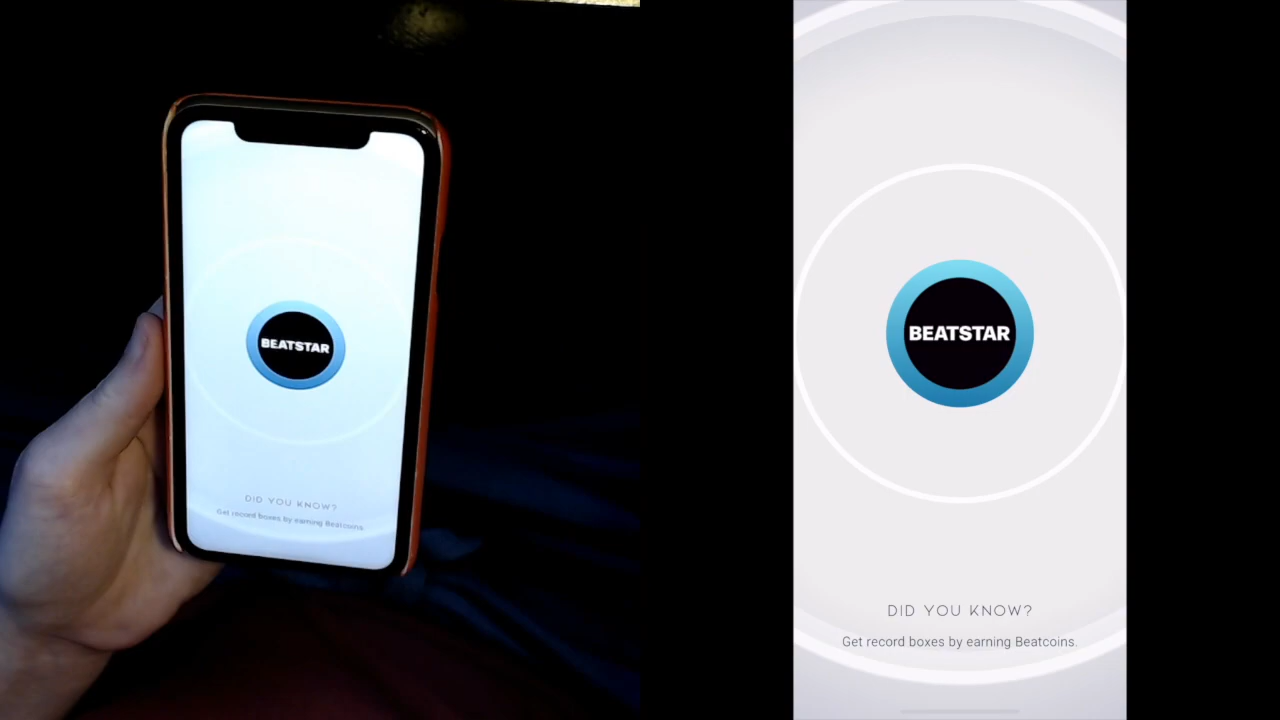 BEATSTAR
DID YOU KNOW?
Get record boxes by earning Beatcoins.
BEATSTAR
DID YOU KNOW?
Get record boxes by earning Beatcoins.